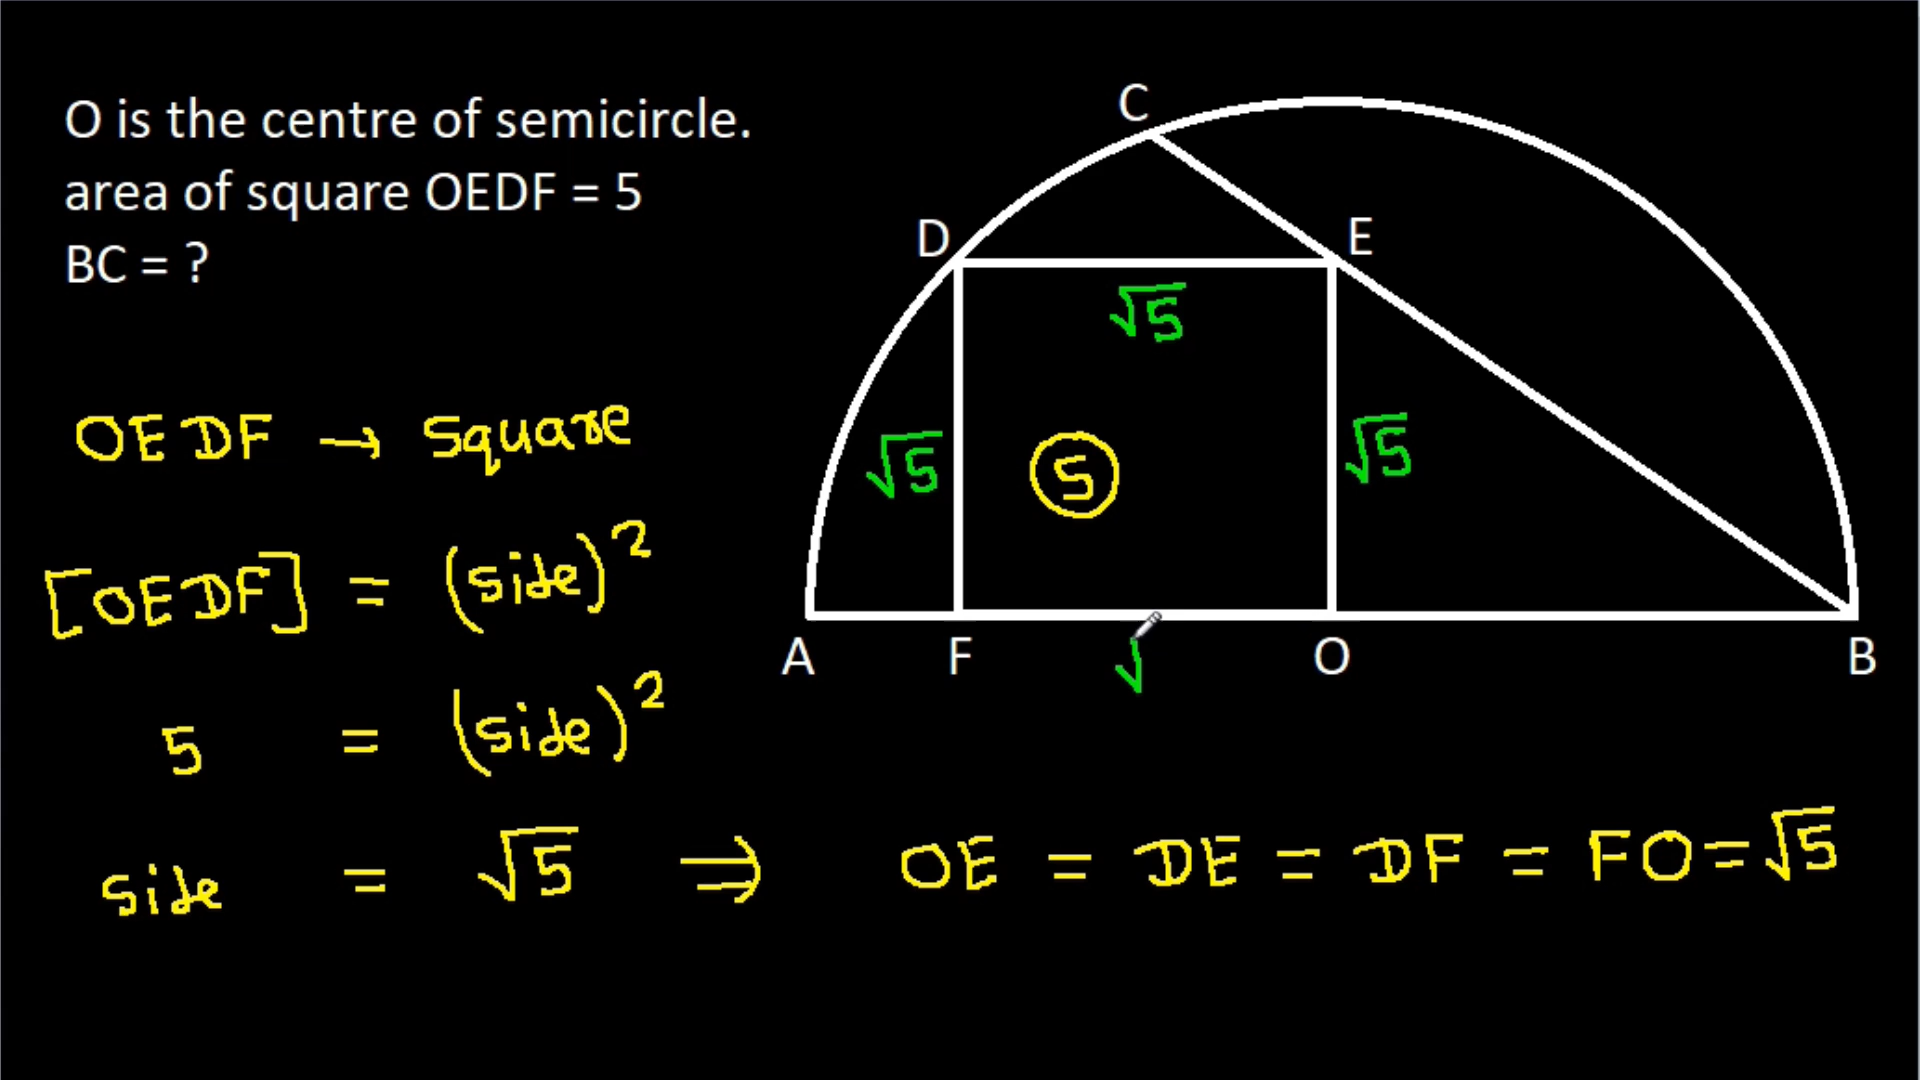 O is the centre of semicircle.
area of square OEDF = 5
BC = ?
C
D
E
√5
√5
5
√5
A
F
√
O
B
OEDF → Square
[OEDF] = (side)²
5 = (side)²
side = √5 ⇒ OE = DE = DF = FO = √5